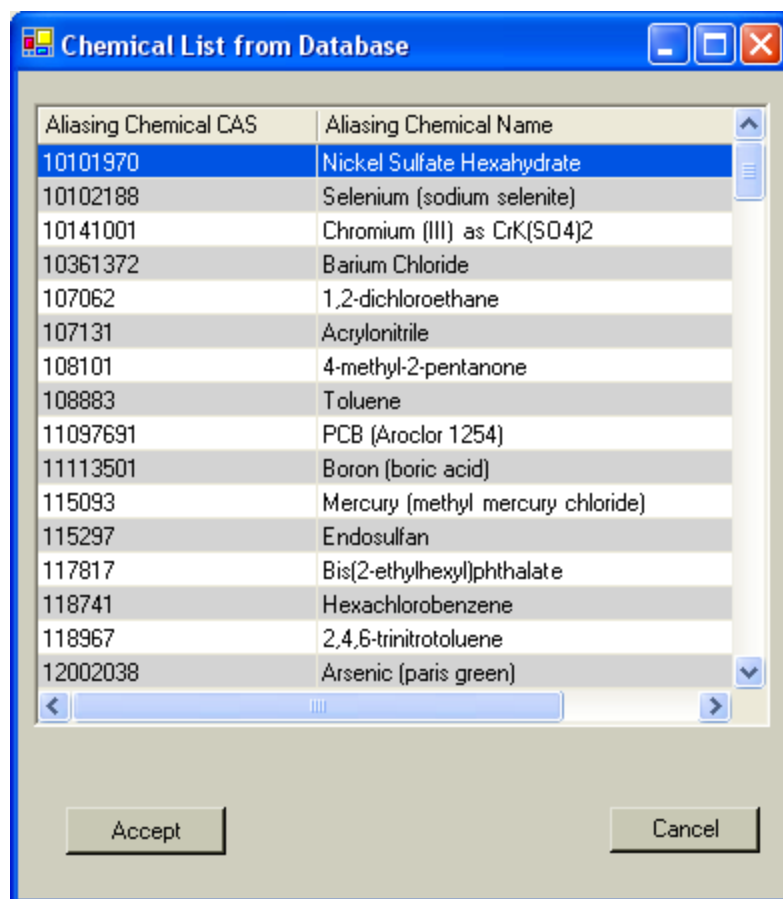 Chemical List from Database
Aliasing Chemical CAS Aliasing Chemical Name
10101970 Nickel Sulfate Hexahydrate
10102188 Selenium (sodium selenite)
10141001 Chromium (III) as CrK(SO4)2
10361372 Barium Chloride
107062 1,2-dichloroethane
107131 Acrylonitrile
108101 4-methyl-2-pentanone
108883 Toluene
11097691 PCB (Aroclor 1254)
11113501 Boron (boric acid)
115093 Mercury (methyl mercury chloride)
115297 Endosulfan
117817 Bis(2-ethylhexyl)phthalate
118741 Hexachlorobenzene
118967 2,4,6-trinitrotoluene
12002038 Arsenic (paris green)
Accept Cancel